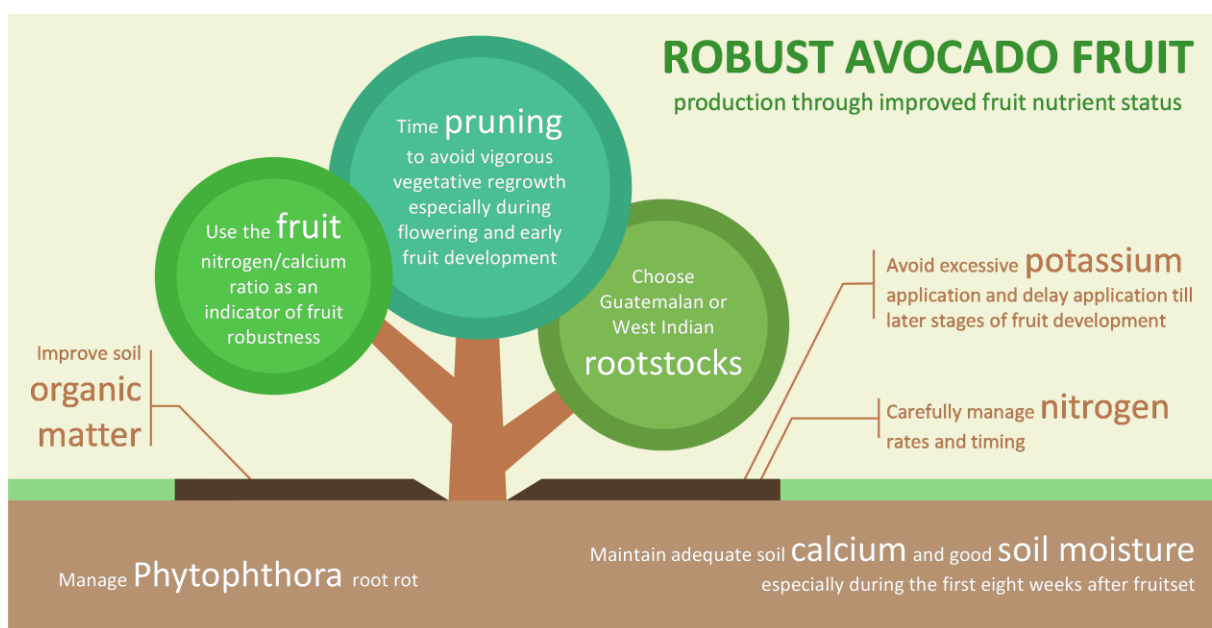 ROBUST AVOCADO FRUIT
production through improved fruit nutrient status
Time pruning
to avoid vigorous
vegetative regrowth
especially during
flowering and early
fruit development
Use the fruit
nitrogen/calcium
ratio as an
indicator of fruit
robustness
Choose
Guatemalan or
West Indian
rootstocks
Avoid excessive potassium
application and delay application till
later stages of fruit development
Improve soil
organic
matter
Carefully manage nitrogen
rates and timing
Manage Phytophthora root rot
Maintain adequate soil calcium and good soil moisture
especially during the first eight weeks after fruitset